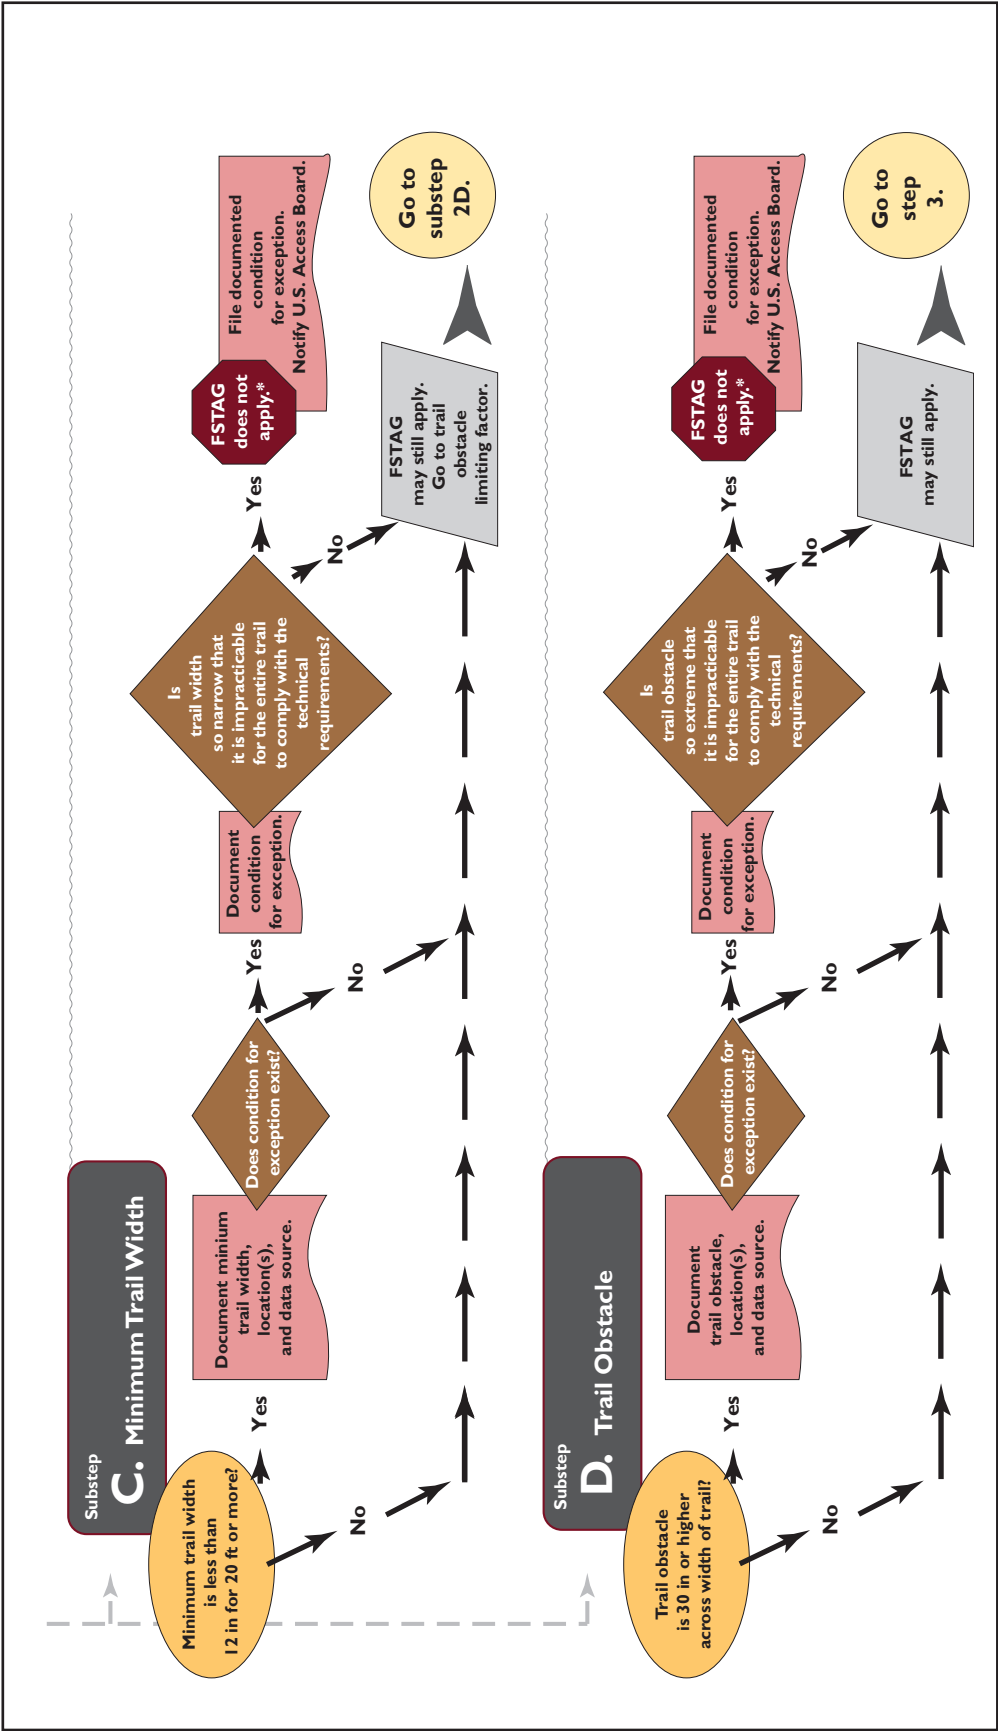 Substep
C. Minimum Trail Width
Minimum trail width
is less than
12 in for 20 ft or more?
Yes
No
Document minium
trail width,
location(s),
and data source.
Does condition for
exception exist?
Yes
No
Document
condition
for exception.
Is
trail width
so narrow that
it is impracticable
for the entire trail
to comply with the
technical
requirements?
Yes
No
FSTAG
does not
apply.*
File documented
condition
for exception.
Notify U.S. Access Board.
FSTAG
may still apply.
Go to trail
obstacle
limiting factor.
Go to
substep
2D.
Substep
D. Trail Obstacle
Trail obstacle
is 30 in or higher
across width of trail?
Yes
No
Document
trail obstacle,
location(s),
and data source.
Does condition for
exception exist?
Yes
No
Document
condition
for exception.
Is
trail obstacle
so extreme that
it is impracticable
for the entire trail
to comply with the
technical
requirements?
Yes
No
FSTAG
does not
apply.*
File documented
condition
for exception.
Notify U.S. Access Board.
FSTAG
may still apply.
Go to
step
3.